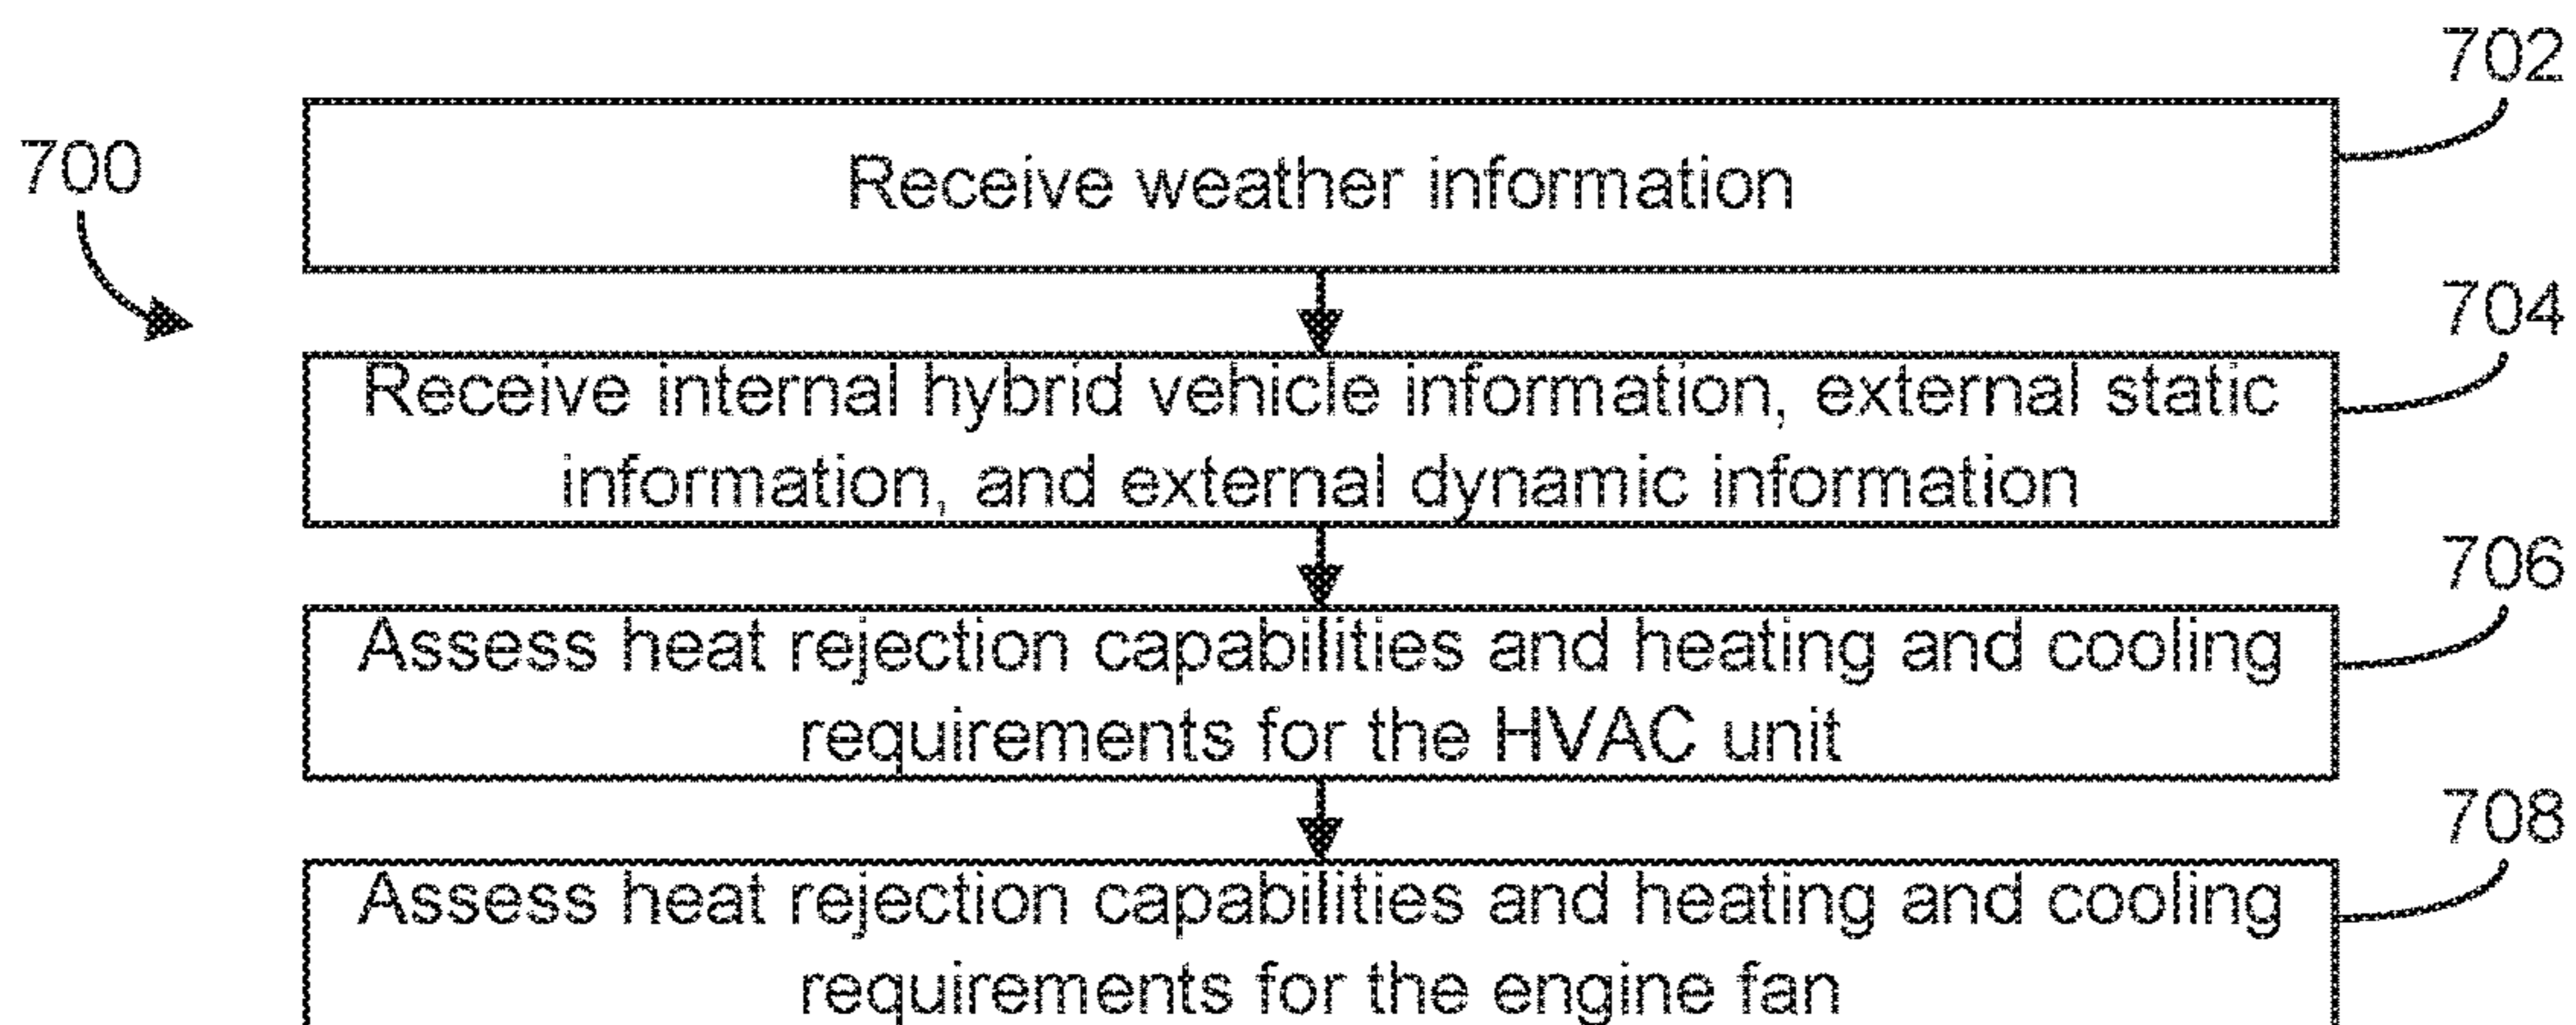 702
700
Receive weather information
704
Receive internal hybrid vehicle information, external static
information, and external dynamic information
706
Assess heat rejection capabilities and heating and cooling
requirements for the HVAC unit
708
Assess heat rejection capabilities and heating and cooling
requirements for the engine fan